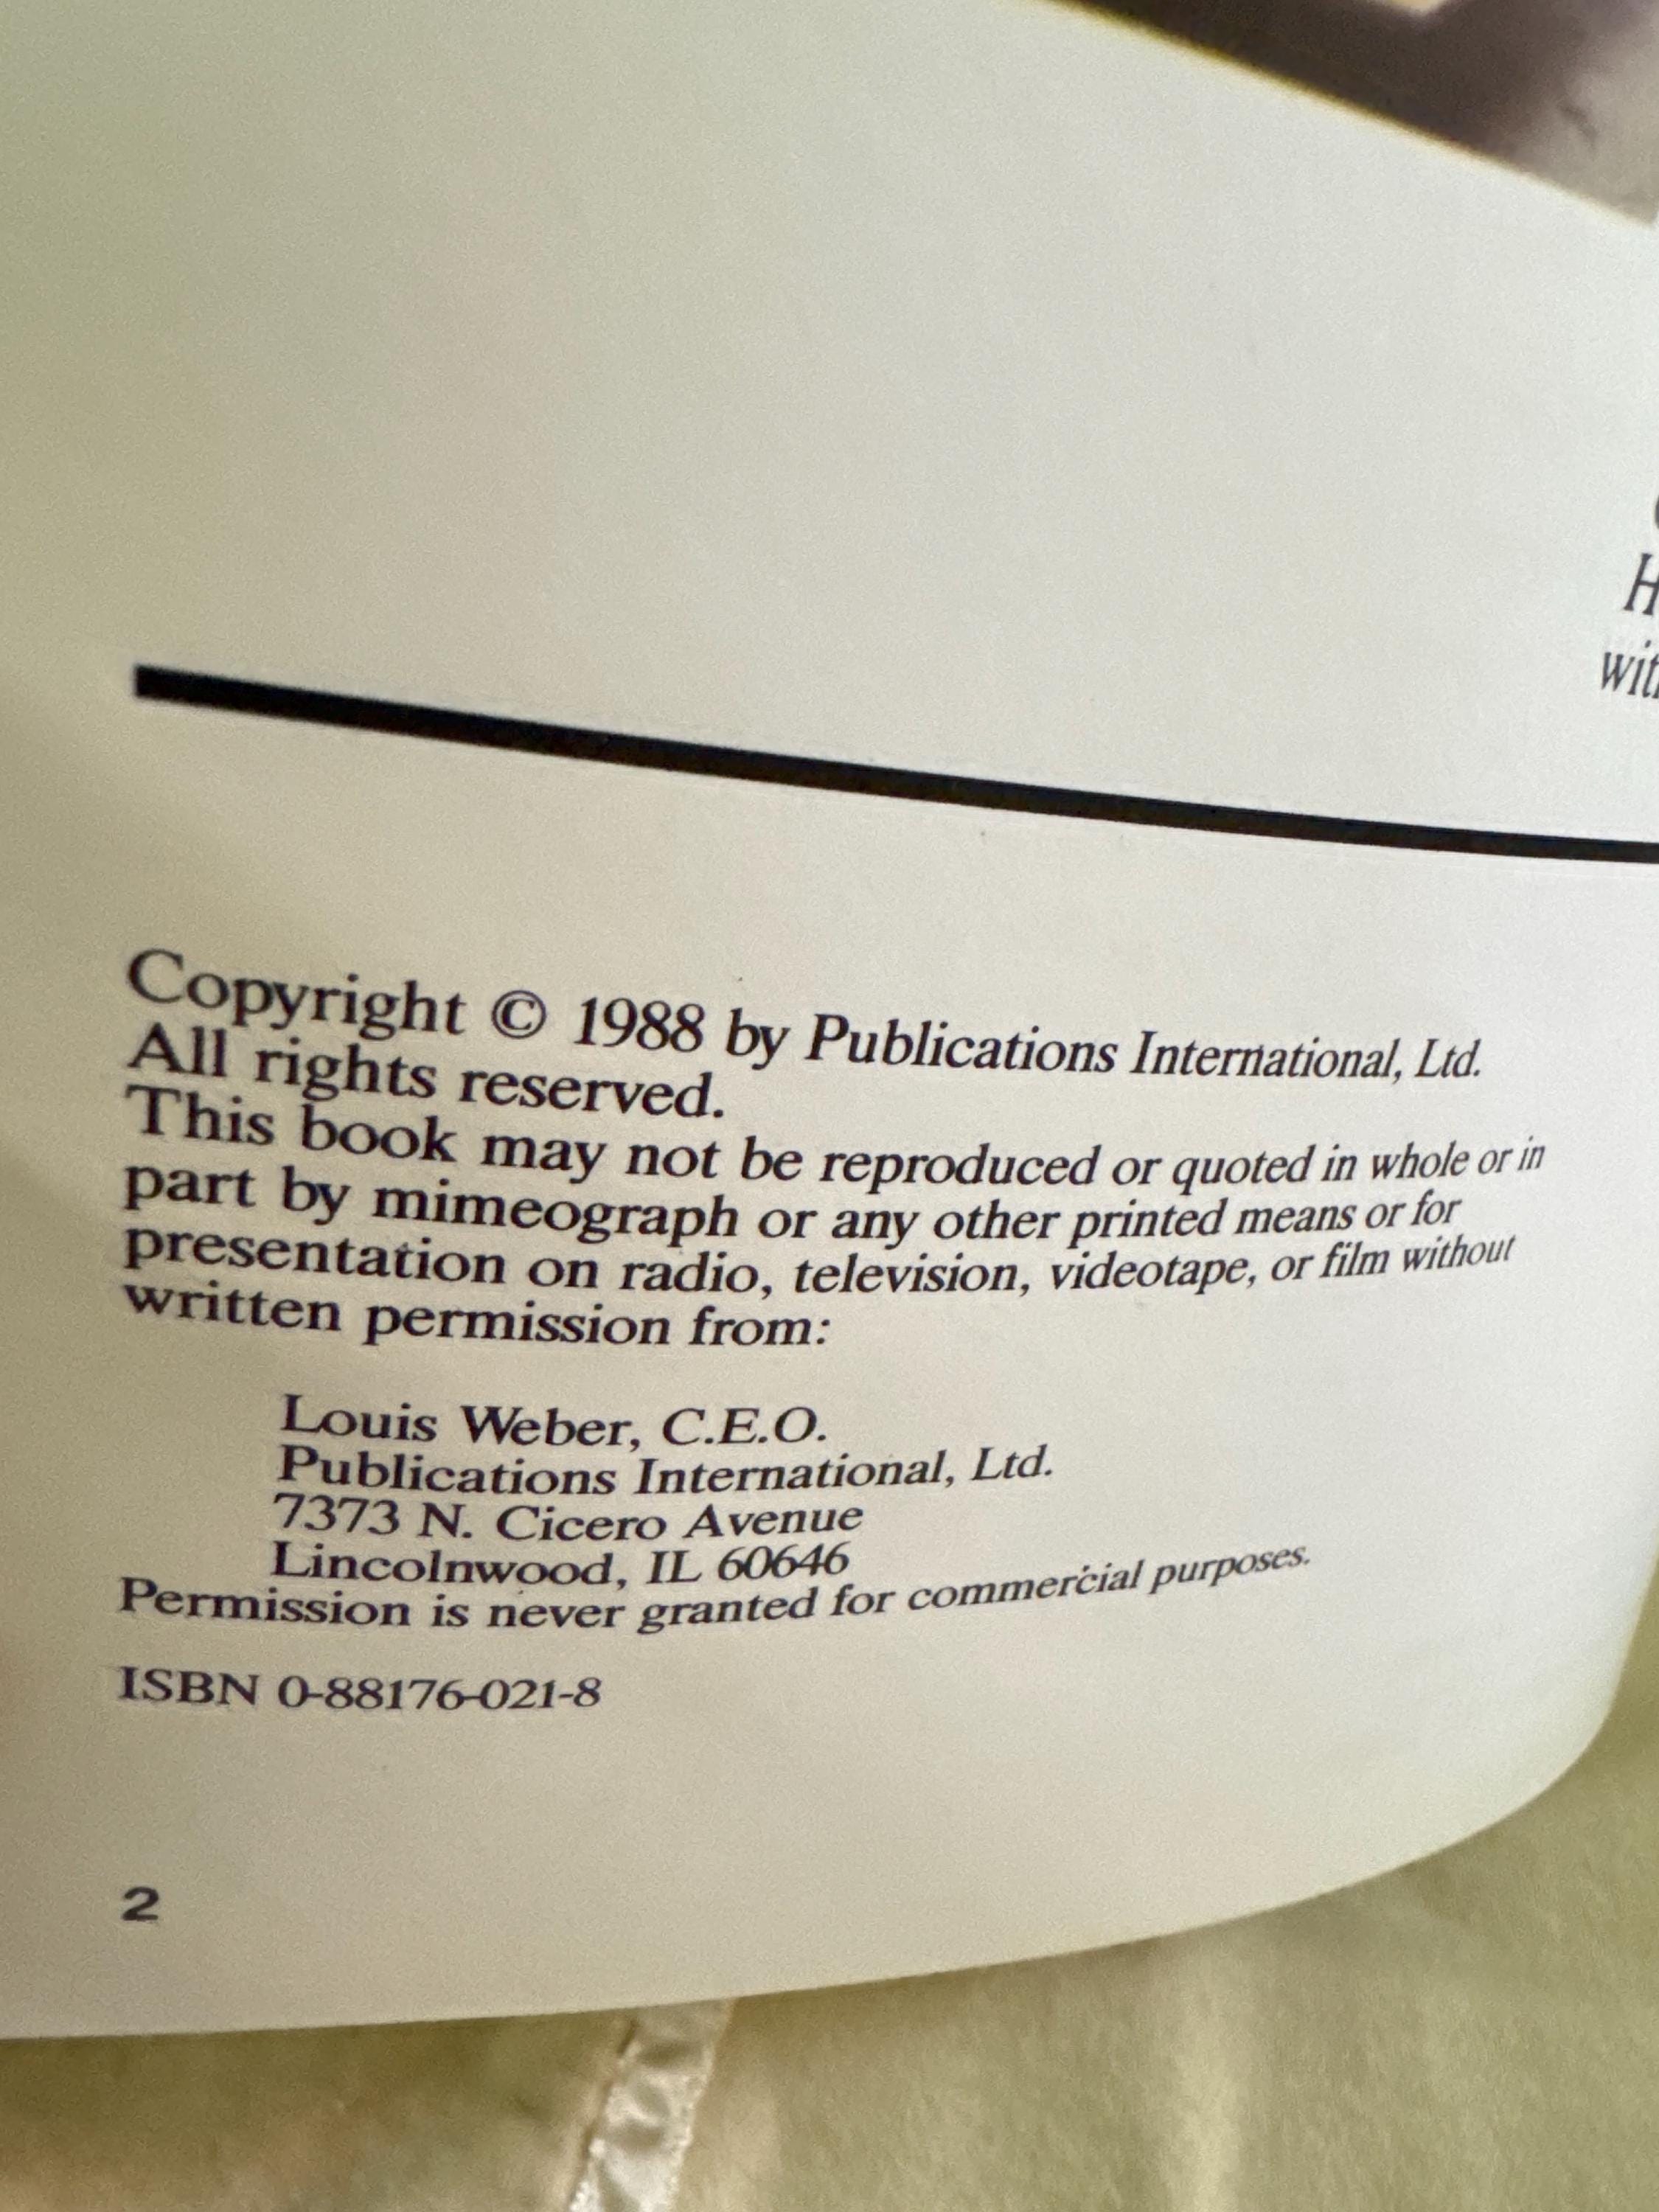 Copyright © 1988 by Publications International, Ltd.
All rights reserved.
This book may not be reproduced or quoted in whole or in
part by mimeograph or any other printed means or for
presentation on radio, television, videotape, or film without
written permission from:
Louis Weber, C.E.O.
Publications International, Ltd.
7373 N. Cicero Avenue
Lincolnwood, IL 60646
Permission is never granted for commercial purposes.
ISBN 0-88176-021-8
2